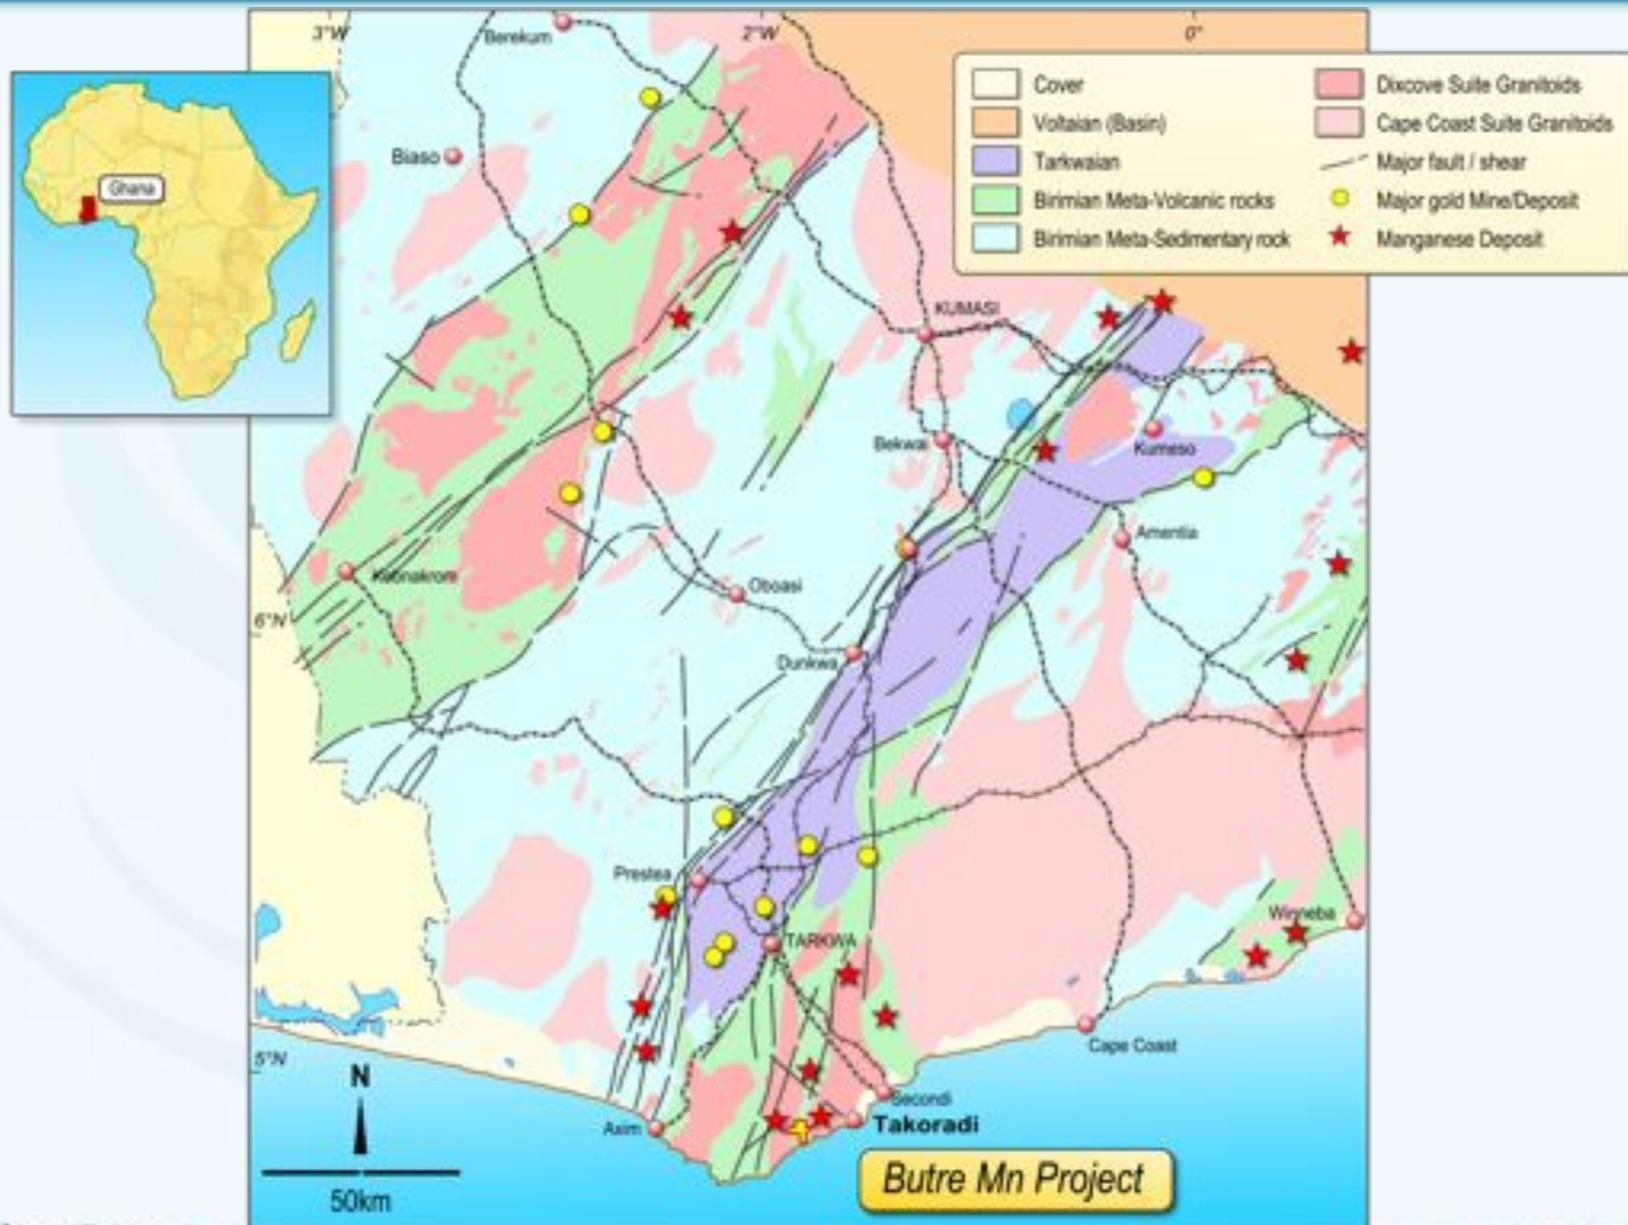 3°W
2°W
0°
Berekum
Biaso
Ghana
Cover
Voltaian (Basin)
Tarkwaian
Birimian Meta-Volcanic rocks
Birimian Meta-Sedimentary rock
Dixcove Suite Granitoids
Cape Coast Suite Granitoids
Major fault / shear
Major gold Mine/Deposit
Manganese Deposit
KUMASI
Bekwai
Kumeso
Amentia
Oboasi
6°N
Dunkwa
Prestea
TARKWA
Winneba
Cape Coast
5°N
N
Secondi
Axim
Takoradi
Butre Mn Project
50km